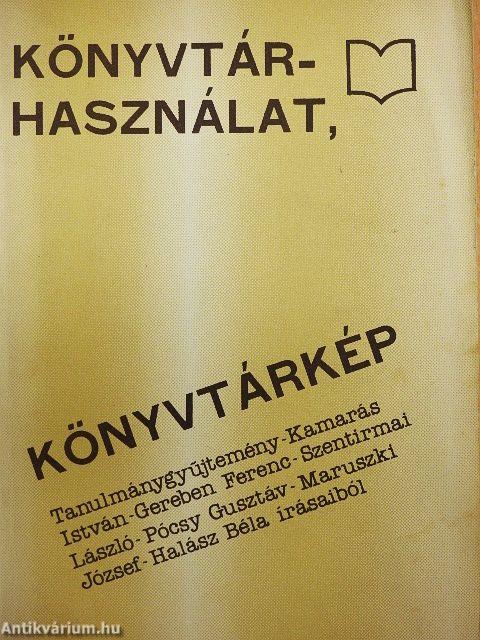 KÖNYVTÁR-
HASZNÁLAT,
KÖNYVTÁRKÉP
Tanulmánygyűjtemény-Kamarás
István-Gereben Ferenc-Szentirmai
László-Pócsy Gusztáv-Maruszki
József-Halász Béla írásaiból
Antikvárium.hu